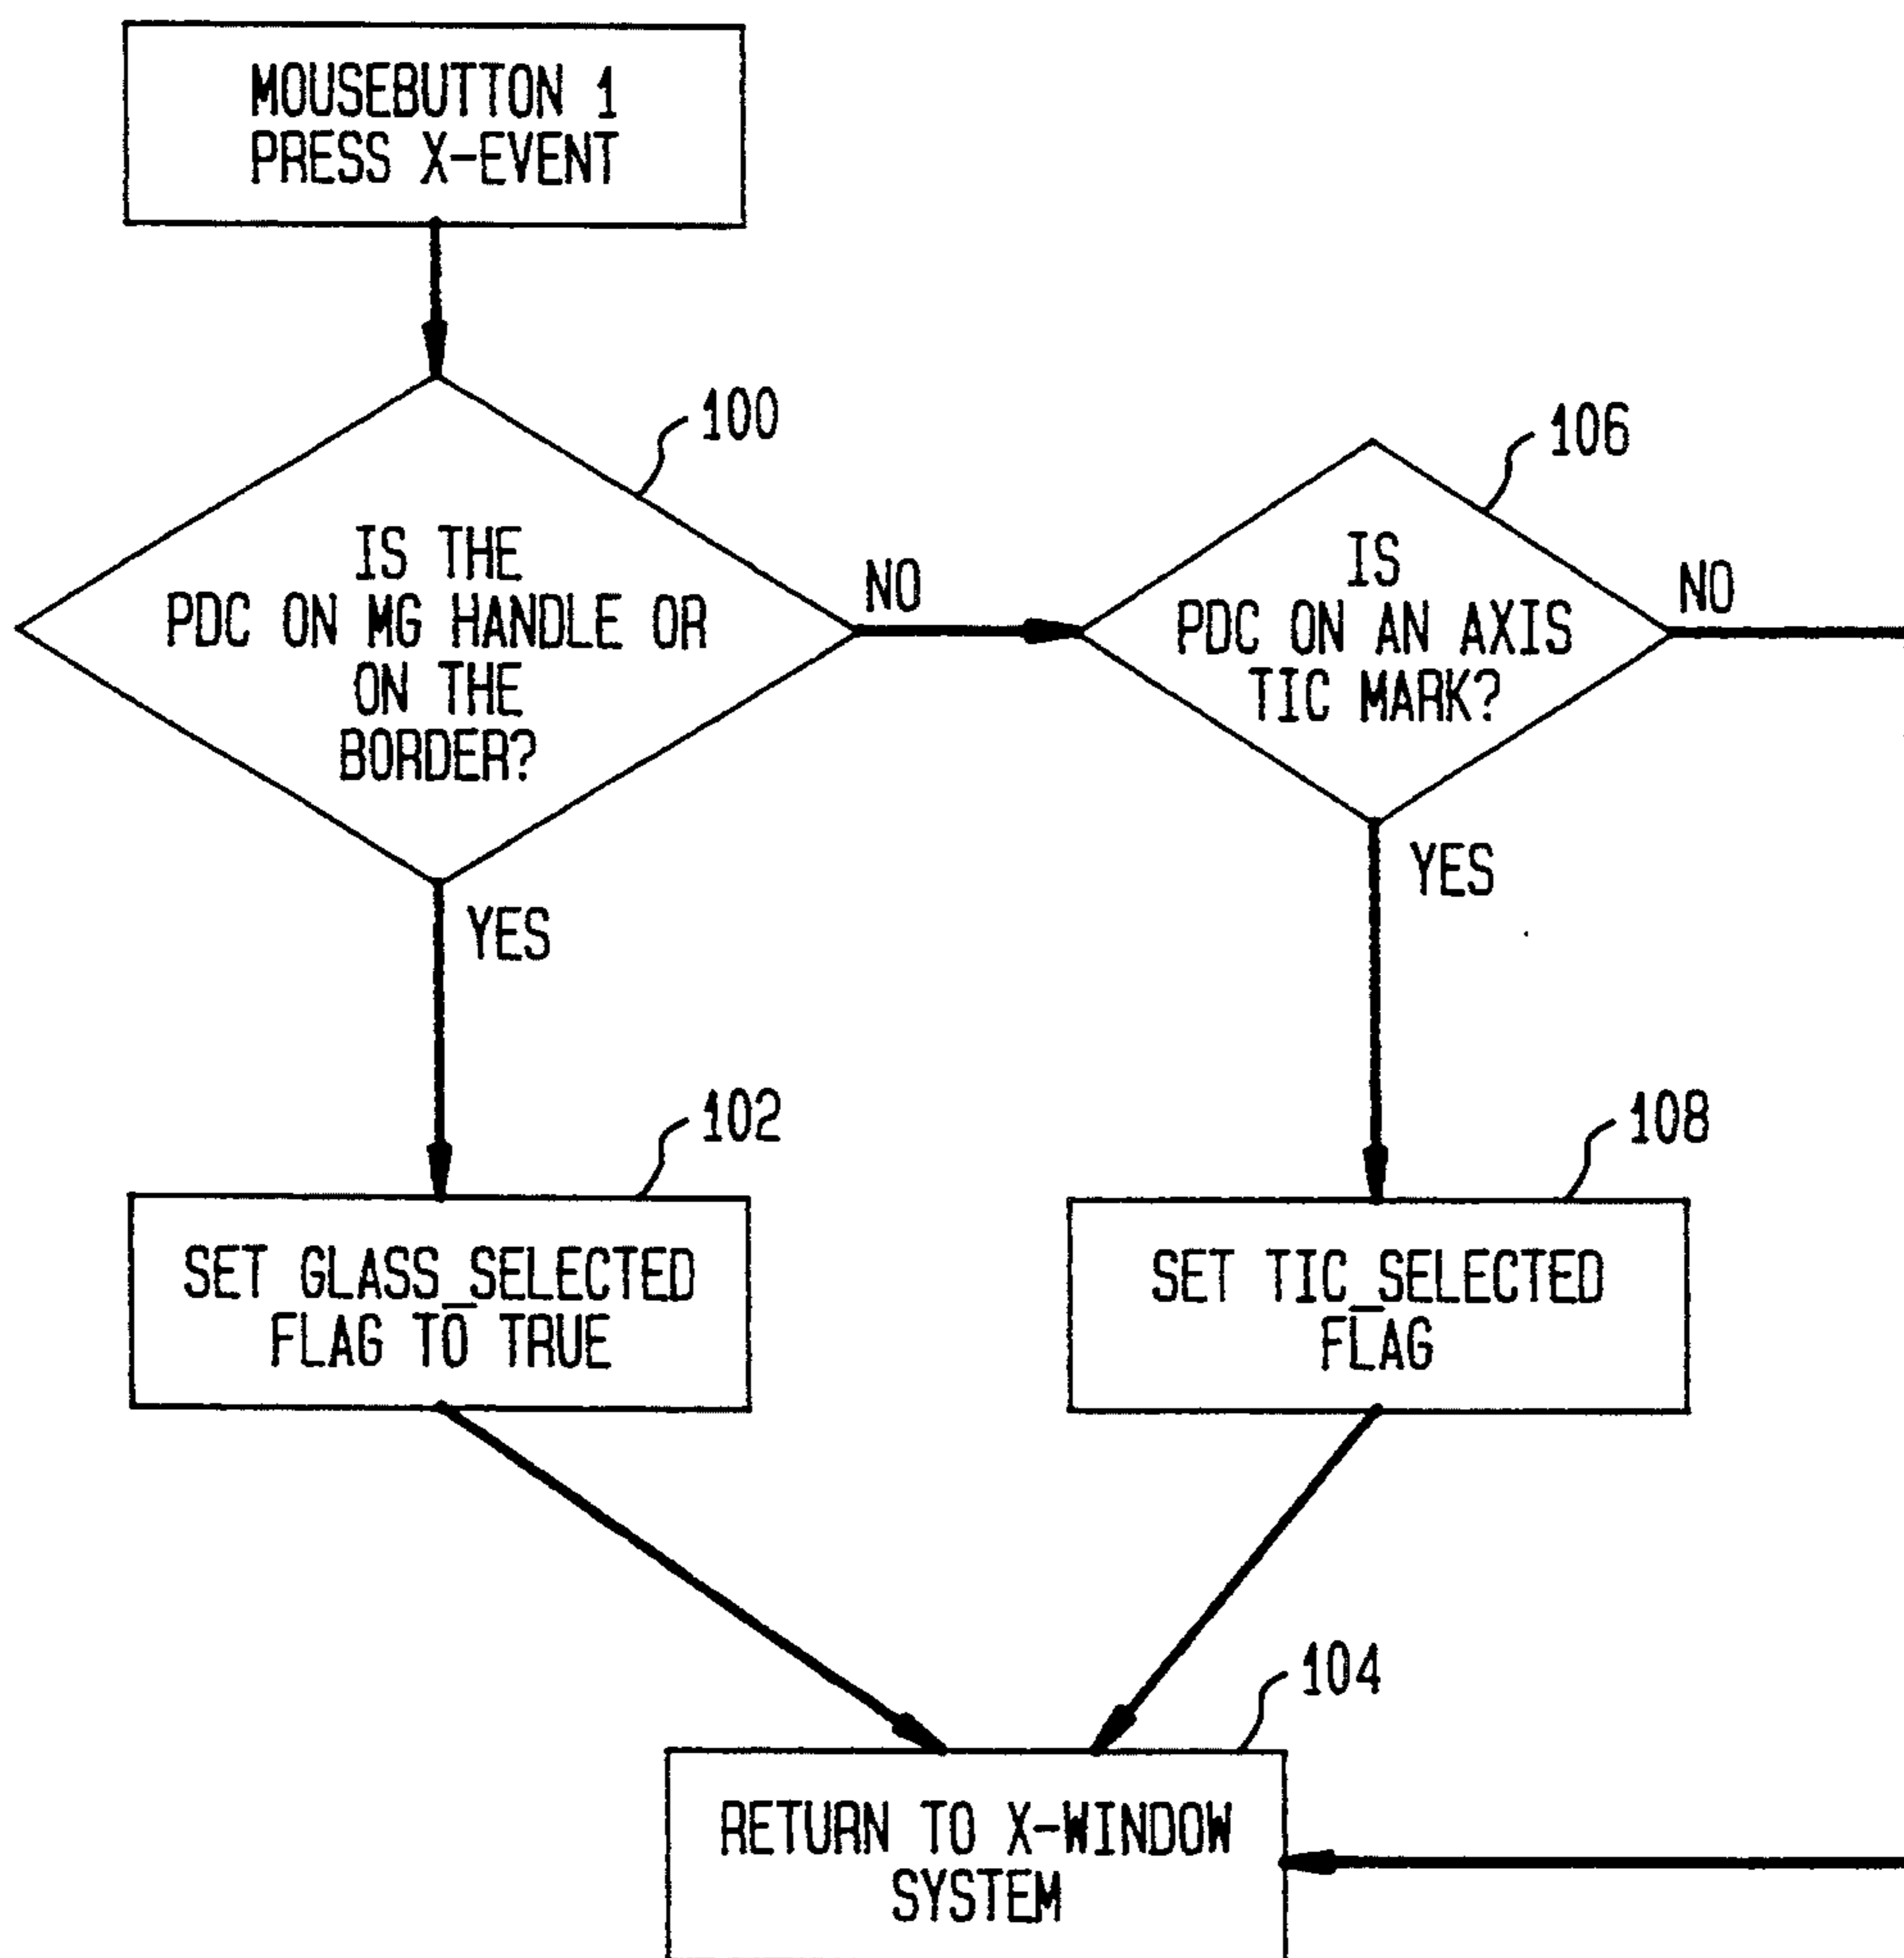 MOUSEBUTTON 1
PRESS X-EVENT
100
IS THE
PDC ON MG HANDLE OR
ON THE
BORDER?
NO
YES
106
IS
PDC ON AN AXIS
TIC MARK?
NO
YES
102
SET GLASS_SELECTED
FLAG TO TRUE
108
SET TIC_SELECTED
FLAG
104
RETURN TO X-WINDOW
SYSTEM